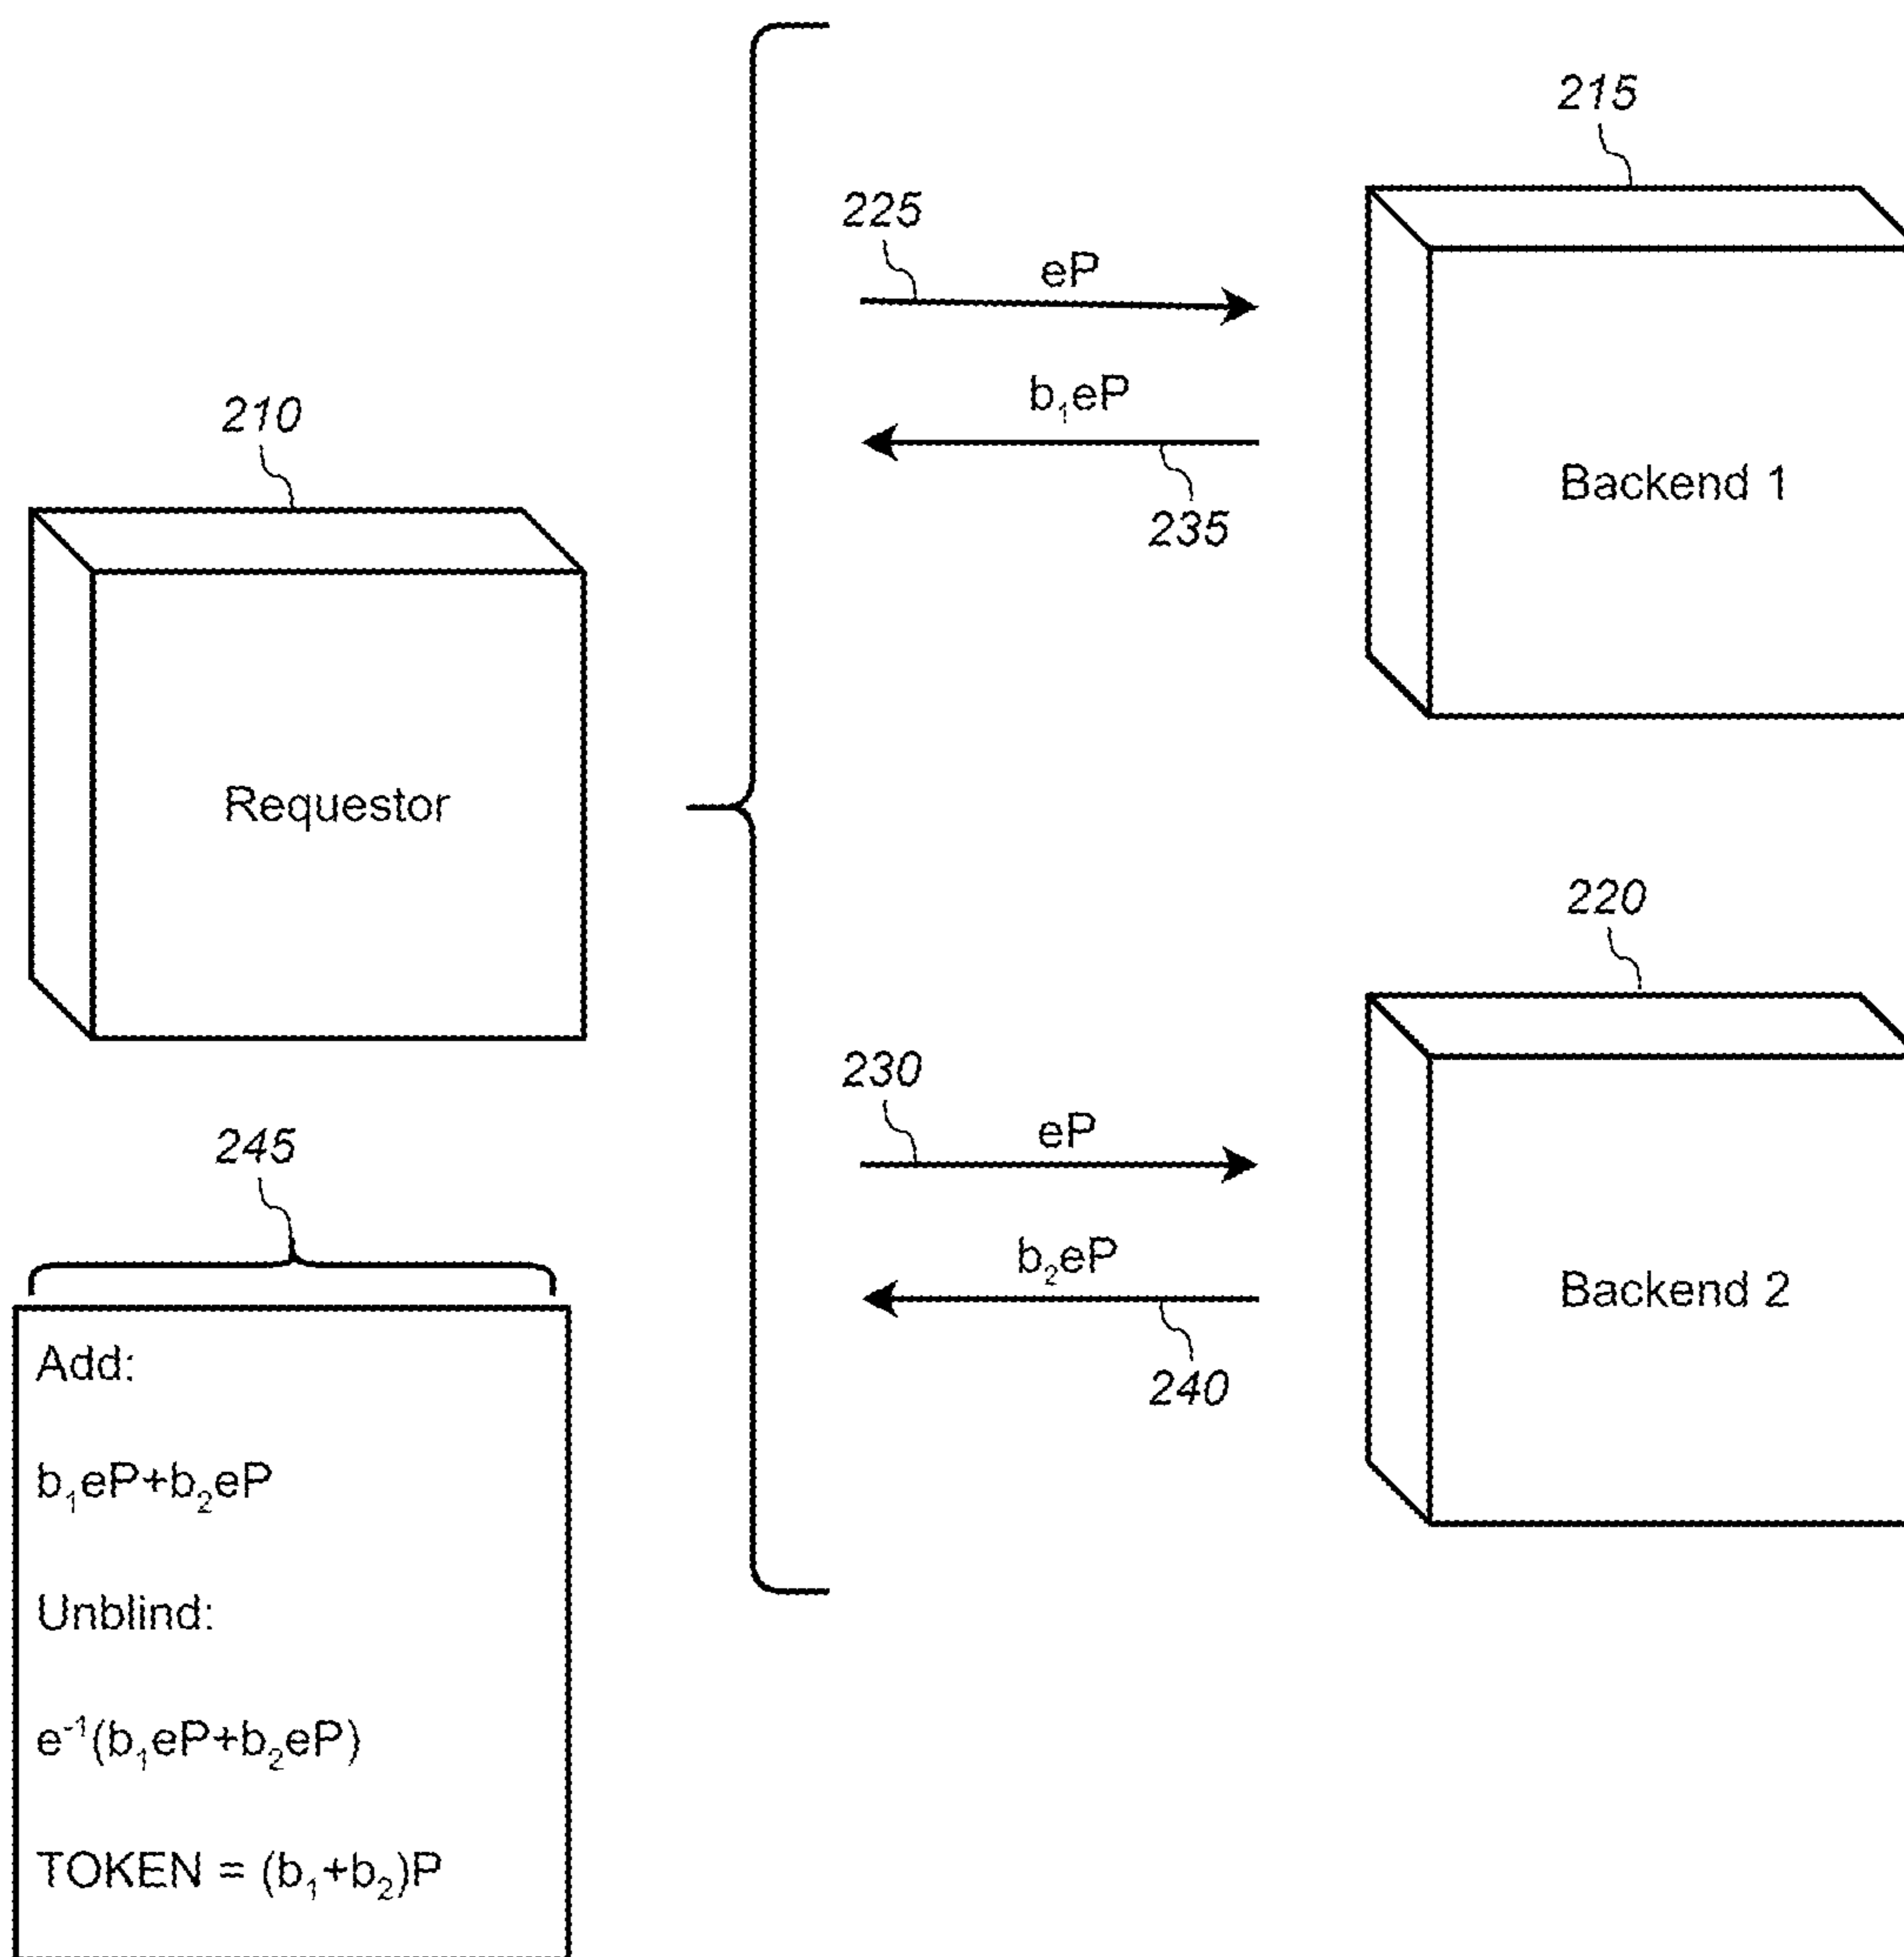 215
225
eP
b₁eP
210
Backend 1
235
Requestor
220
230
eP
245
b₂eP
Backend 2
240
Add:
b₁eP+b₂eP
Unblind:
e⁻¹(b₁eP+b₂eP)
TOKEN = (b₁+b₂)P